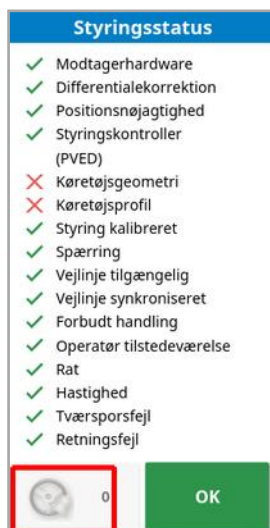 Styringsstatus
Modtagerhardware
Differentialekorrektion
Positionsnøjagtighed
Styringskontroller
(PVED)
Køretøjsgeometri
Køretøjsprofil
Styring kalibreret
Spærring
Vejlinje tilgængelig
Vejlinje synkroniseret
Forbudt handling
Operatør tilstedeværelse
Rat
Hastighed
Tværsporsfejl
Retningsfejl
0
OK